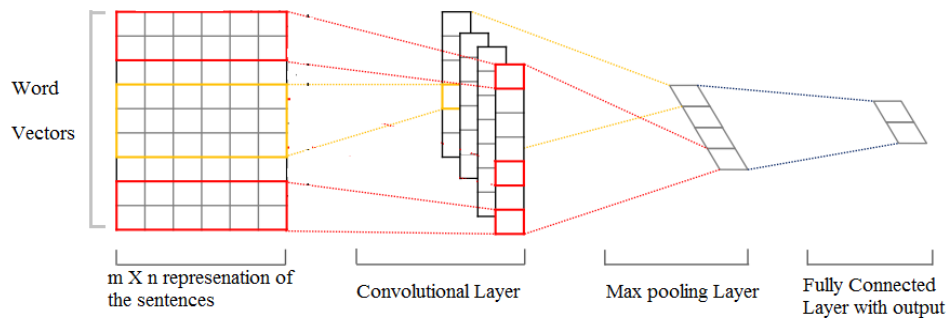 Word
Vectors
m X n represenation of
the sentences
Convolutional Layer
Max pooling Layer
Fully Connected
Layer with output